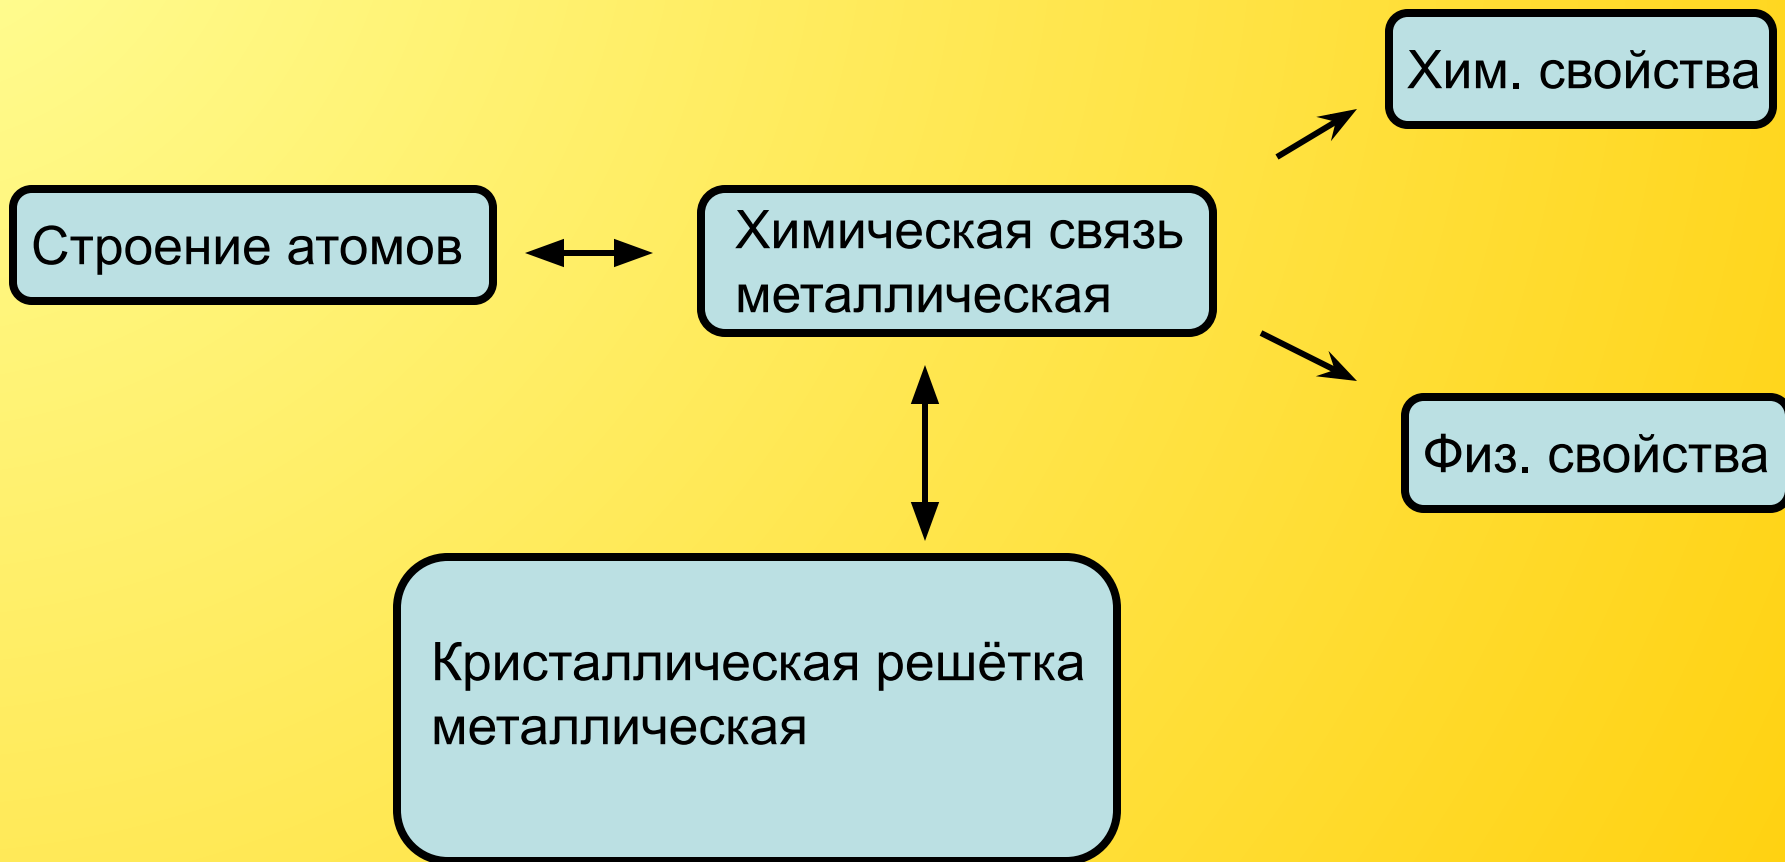 Хим. свойства
Строение атомов
Химическая связь
металлическая
Физ. свойства
Кристаллическая решётка
металлическая